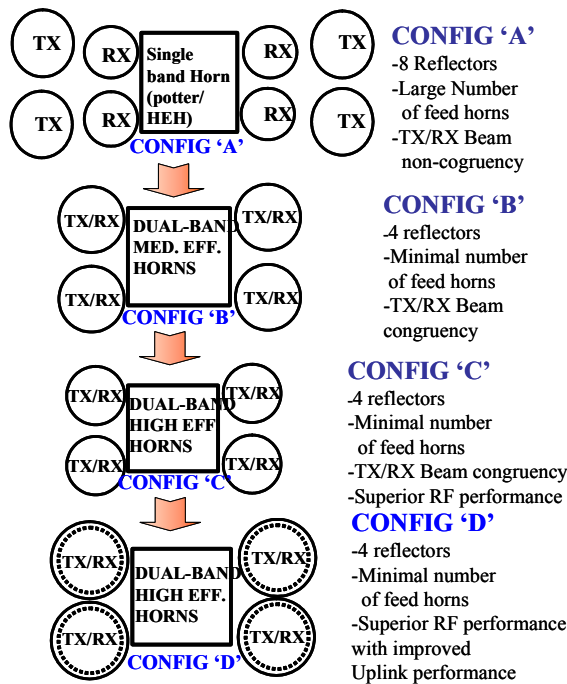 TX RX RX TX
Single
band Horn
(potter/
HEH)
TX RX RX TX
CONFIG ‘A’
CONFIG ‘A’
-8 Reflectors
-Large Number
of feed horns
-TX/RX Beam
non-cogruency
TX/RX TX/RX
DUAL-BAND
MED. EFF.
HORNS
TX/RX TX/RX
CONFIG ‘B’
CONFIG ‘B’
-4 reflectors
-Minimal number
of feed horns
-TX/RX Beam
congruency
TX/RX TX/RX
DUAL-BAND
HIGH EFF
HORNS
TX/RX TX/RX
CONFIG ‘C’
CONFIG ‘C’
-4 reflectors
-Minimal number
of feed horns
-TX/RX Beam congruency
-Superior RF performance
TX/RX TX/RX
DUAL-BAND
HIGH EFF.
HORNS
TX/RX TX/RX
CONFIG ‘D’
CONFIG ‘D’
-4 reflectors
-Minimal number
of feed horns
-Superior RF performance
with improved
Uplink performance